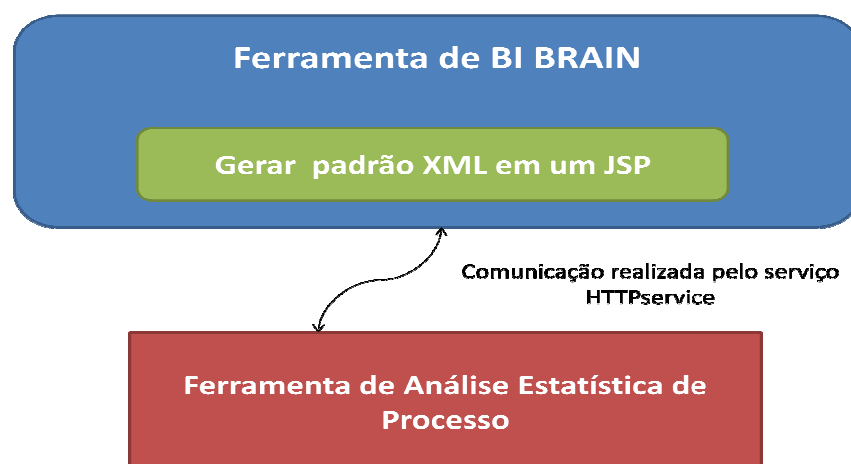 Ferramenta de BI BRAIN
Gerar padrão XML em um JSP
Comunicação realizada pelo serviço
HTTPservice
Ferramenta de Análise Estatística de
Processo